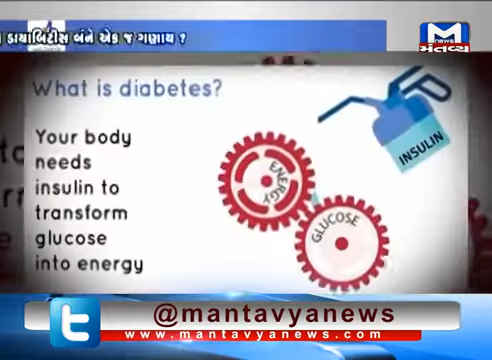 ડાયાબિટીસ બંને એક જ ગણાય ?
M
news
મંતવ્ય
What is diabetes?
Your body
needs
insulin to
transform
glucose
into energy
ENERGY
GLUCOSE
INSULIN
@mantavyanews
www.mantavyanews.com